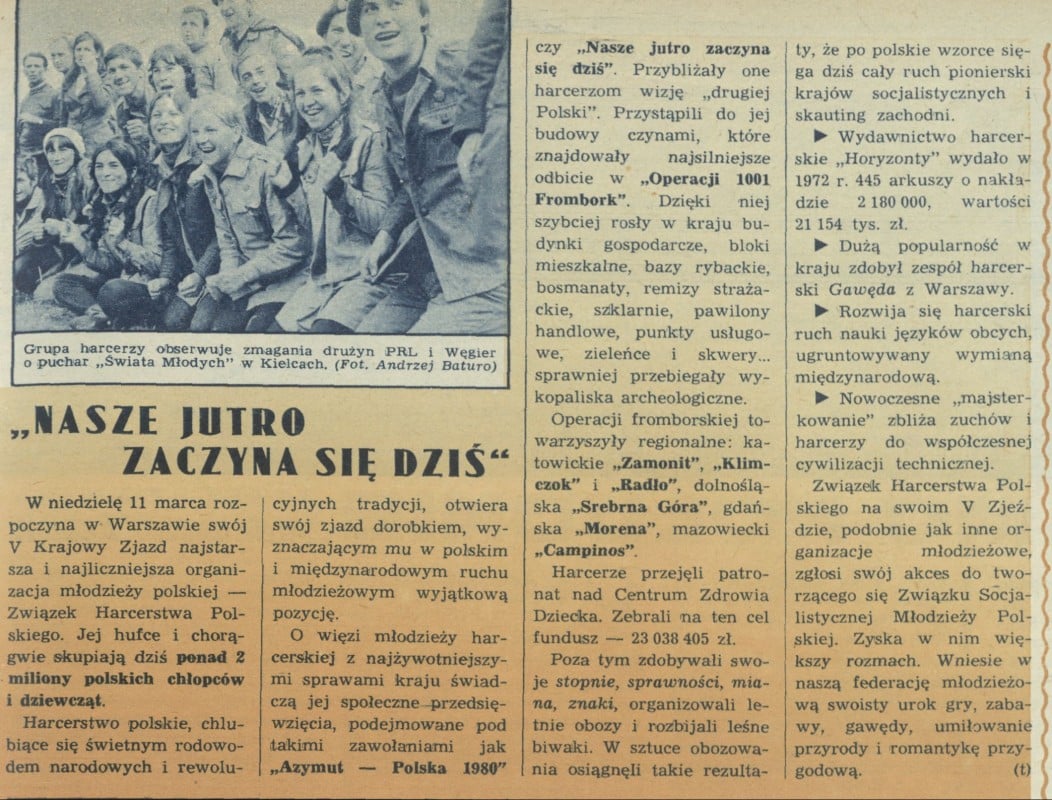 Grupa harcerzy obserwuje zmagania drużyn PRL i Węgier
o puchar „Świata Młodych” w Kielcach. (Fot. Andrzej Baturo)
„NASZE JUTRO
ZACZYNA SIĘ DZIŚ“
W niedzielę 11 marca roz-
poczyna w Warszawie swój
V Krajowy Zjazd najstar-
sza i najliczniejsza organi-
zacja młodzieży polskiej —
Związek Harcerstwa Pol-
skiego. Jej hufce i chorą-
gwie skupiają dziś ponad 2
miliony polskich chłopców
i dziewcząt.
Harcerstwo polskie, chlu-
biące się świetnym rodowo-
dem narodowych i rewolu-
cyjnych tradycji, otwiera
swój zjazd dorobkiem, wy-
znaczającym mu w polskim
i międzynarodowym ruchu
młodzieżowym wyjątkową
pozycję.
O więzi młodzieży har-
cerskiej z najżywotniejszy-
mi sprawami kraju świad-
czą jej społeczne przedsię-
wzięcia, podejmowane pod
takimi zawołaniami jak
„Azymut — Polska 1980”
czy „Nasze jutro zaczyna
się dziś”. Przybliżały one
harcerzom wizję „drugiej
Polski”. Przystąpili do jej
budowy czynami, które
znajdowały najsilniejsze
odbicie w „Operacji 1001
Frombork”. Dzięki niej
szybciej rosły w kraju bu-
dynki gospodarcze, bloki
mieszkalne, bazy rybackie,
bosmanaty, remizy straża-
ckie, szklarnie, pawilony
handlowe, punkty usługo-
we, zieleńce i skwery...
sprawniej przebiegały wy-
kopaliska archeologiczne.
Operacji fromborskiej to-
warzyszyły regionalne: ka-
towickie „Zamonit”, „Klim-
czok” i „Radło”, dolnoślą-
ska „Srebrna Góra”, gdań-
ska „Morena”, mazowiecki
„Campinos”.
Harcerze przejęli patro-
nat nad Centrum Zdrowia
Dziecka. Zebrali na ten cel
fundusz — 23 038 405 zł.
Poza tym zdobywali swo-
je stopnie, sprawności, mia-
na, znaki, organizowali le-
tnie obozy i rozbijali leśne
biwaki. W sztuce obozowa-
nia osiągnęli takie rezulta-
ty, że po polskie wzorce się-
ga dziś cały ruch pionierski
krajów socjalistycznych i
skauting zachodni.
► Wydawnictwo harcer-
skie „Horyzonty” wydało w
1972 r. 445 arkuszy o nakła-
dzie 2 180 000, wartości
21 154 tys. zł.
► Dużą popularność w
kraju zdobył zespół harcer-
ski Gawęda z Warszawy.
► Rozwija się harcerski
ruch nauki języków obcych,
ugruntowywany wymianą
międzynarodową.
► Nowoczesne „majster-
kowanie” zbliża zuchów i
harcerzy do współczesnej
cywilizacji technicznej.
Związek Harcerstwa Pol-
skiego na swoim V Zjeź-
dzie, podobnie jak inne or-
ganizacje młodzieżowe,
zgłosi swój akces do two-
rzącego się Związku Socja-
listycznej Młodzieży Pol-
skiej. Zyska w nim wię-
kszy rozmach. Wniesie w
naszą federację młodzieżo-
wą swoisty urok gry, zaba-
wy, gawędy, umiłowanie
przyrody i romantykę przy-
godową. (t)